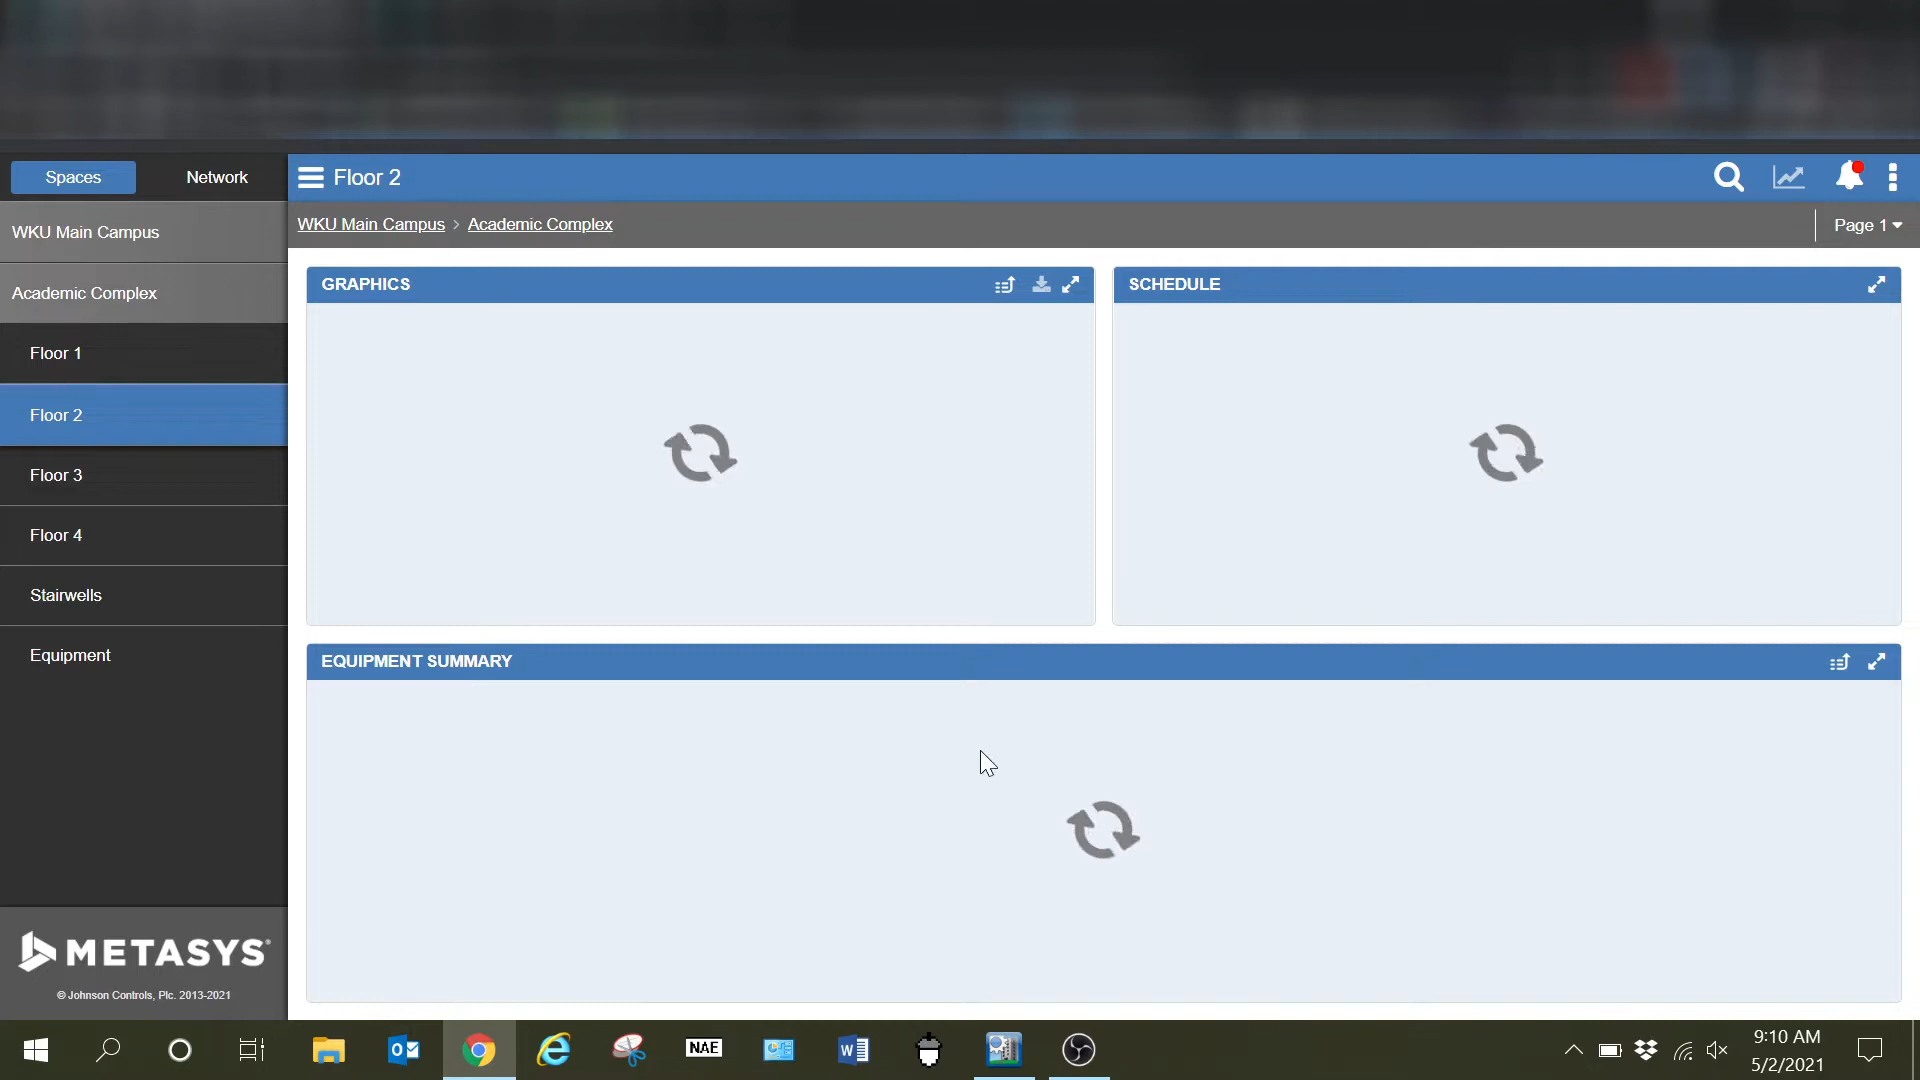 Spaces
Network
Floor 2
WKU Main Campus
WKU Main Campus > Academic Complex
Page 1
Academic Complex
GRAPHICS
SCHEDULE
Floor 1
Floor 2
Floor 3
Floor 4
Stairwells
Equipment
EQUIPMENT SUMMARY
METASYS®
© Johnson Controls, Plc. 2013-2021
NAE
9:10 AM
5/2/2021